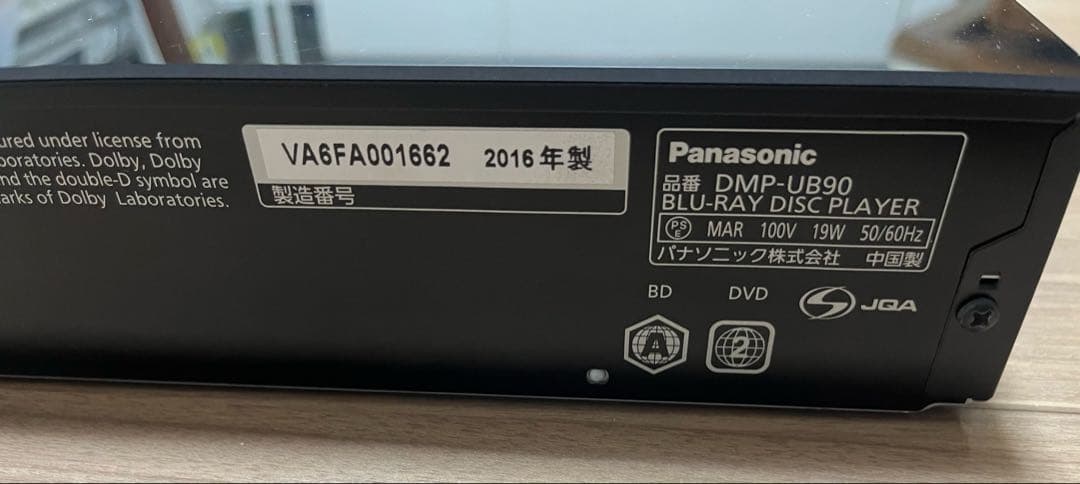 ured under license from
boratories. Dolby, Dolby
nd the double-D symbol are
arks of Dolby Laboratories.
VA6FA001662 2016年製
製造番号
Panasonic
品番 DMP-UB90
BLU-RAY DISC PLAYER
PSE MAR 100V 19W 50/60Hz
パナソニック株式会社 中国製
BD DVD
S JQA
A 2